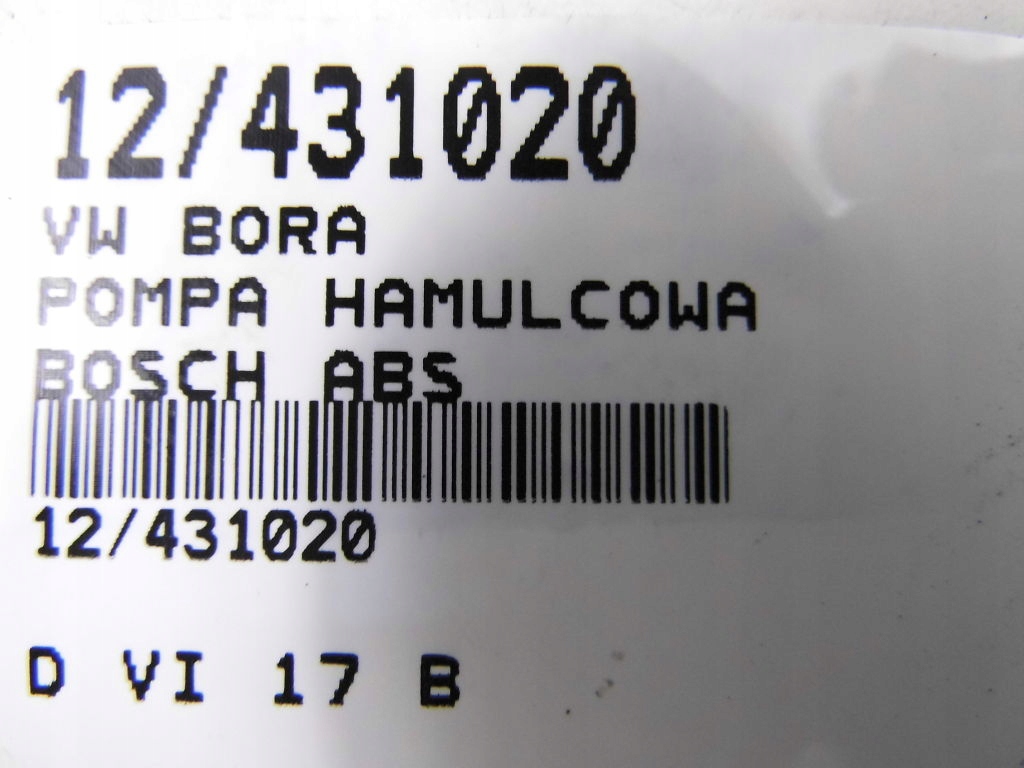 12/431020
VW BORA
POMPA HAMULCOWA
BOSCH ABS
12/431020
D VI 17 B